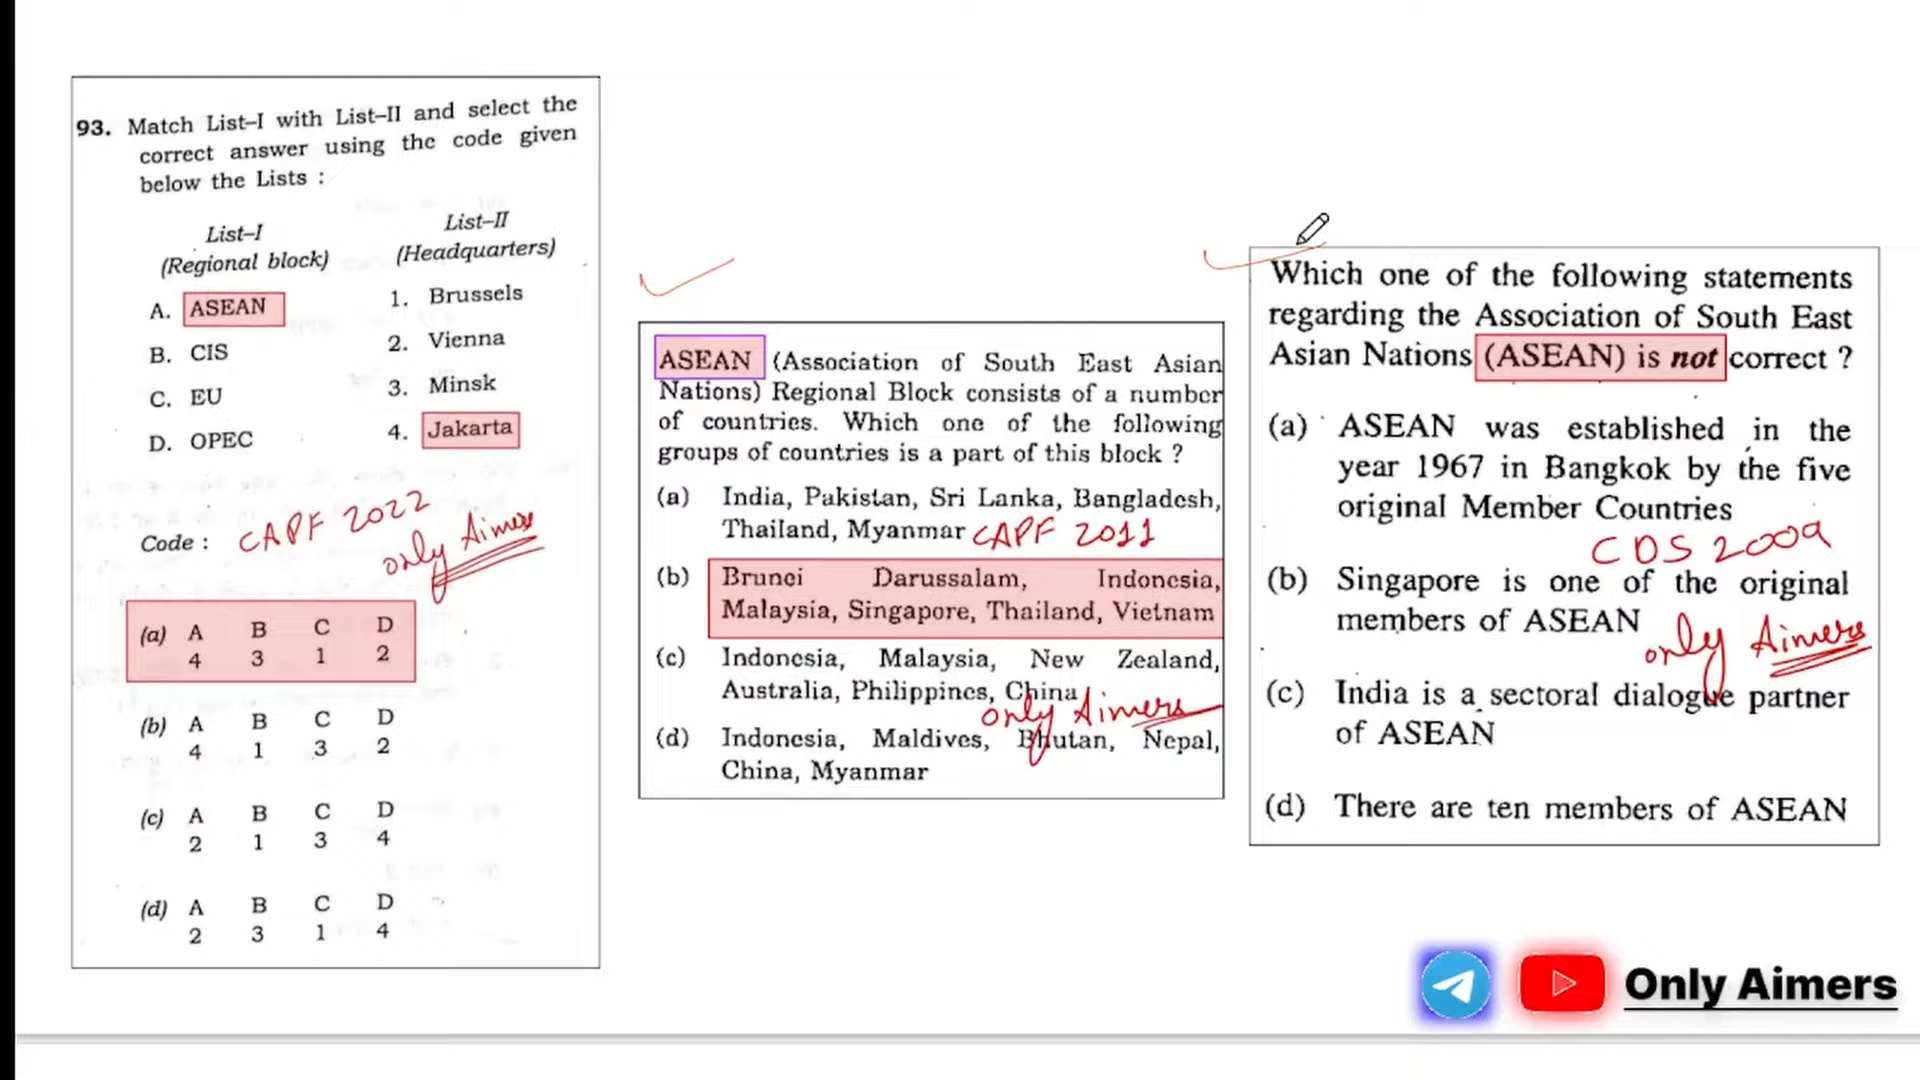 93. Match List–I with List–II and select the
correct answer using the code given
below the Lists :
List–I
(Regional block)
List–II
(Headquarters)
A. ASEAN
1. Brussels
B. CIS
2. Vienna
C. EU
3. Minsk
D. OPEC
4. Jakarta
CAPF 2022
Code :
only Aimers
(a) A B C D
4 3 1 2
(b) A B C D
4 1 3 2
(c) A B C D
2 1 3 4
(d) A B C D
2 3 1 4
ASEAN (Association of South East Asian
Nations) Regional Block consists of a number
of countries. Which one of the following
groups of countries is a part of this block ?
(a) India, Pakistan, Sri Lanka, Bangladesh,
Thailand, Myanmar CAPF 2011
(b) Brunei Darussalam, Indonesia,
Malaysia, Singapore, Thailand, Vietnam
(c) Indonesia, Malaysia, New Zealand,
Australia, Philippines, China
only Aimers
(d) Indonesia, Maldives, Bhutan, Nepal,
China, Myanmar
Which one of the following statements
regarding the Association of South East
Asian Nations (ASEAN) is not correct ?
(a) ASEAN was established in the
year 1967 in Bangkok by the five
original Member Countries
CDS 2009
(b) Singapore is one of the original
members of ASEAN
only Aimers
(c) India is a sectoral dialogue partner
of ASEAN
(d) There are ten members of ASEAN
Only Aimers